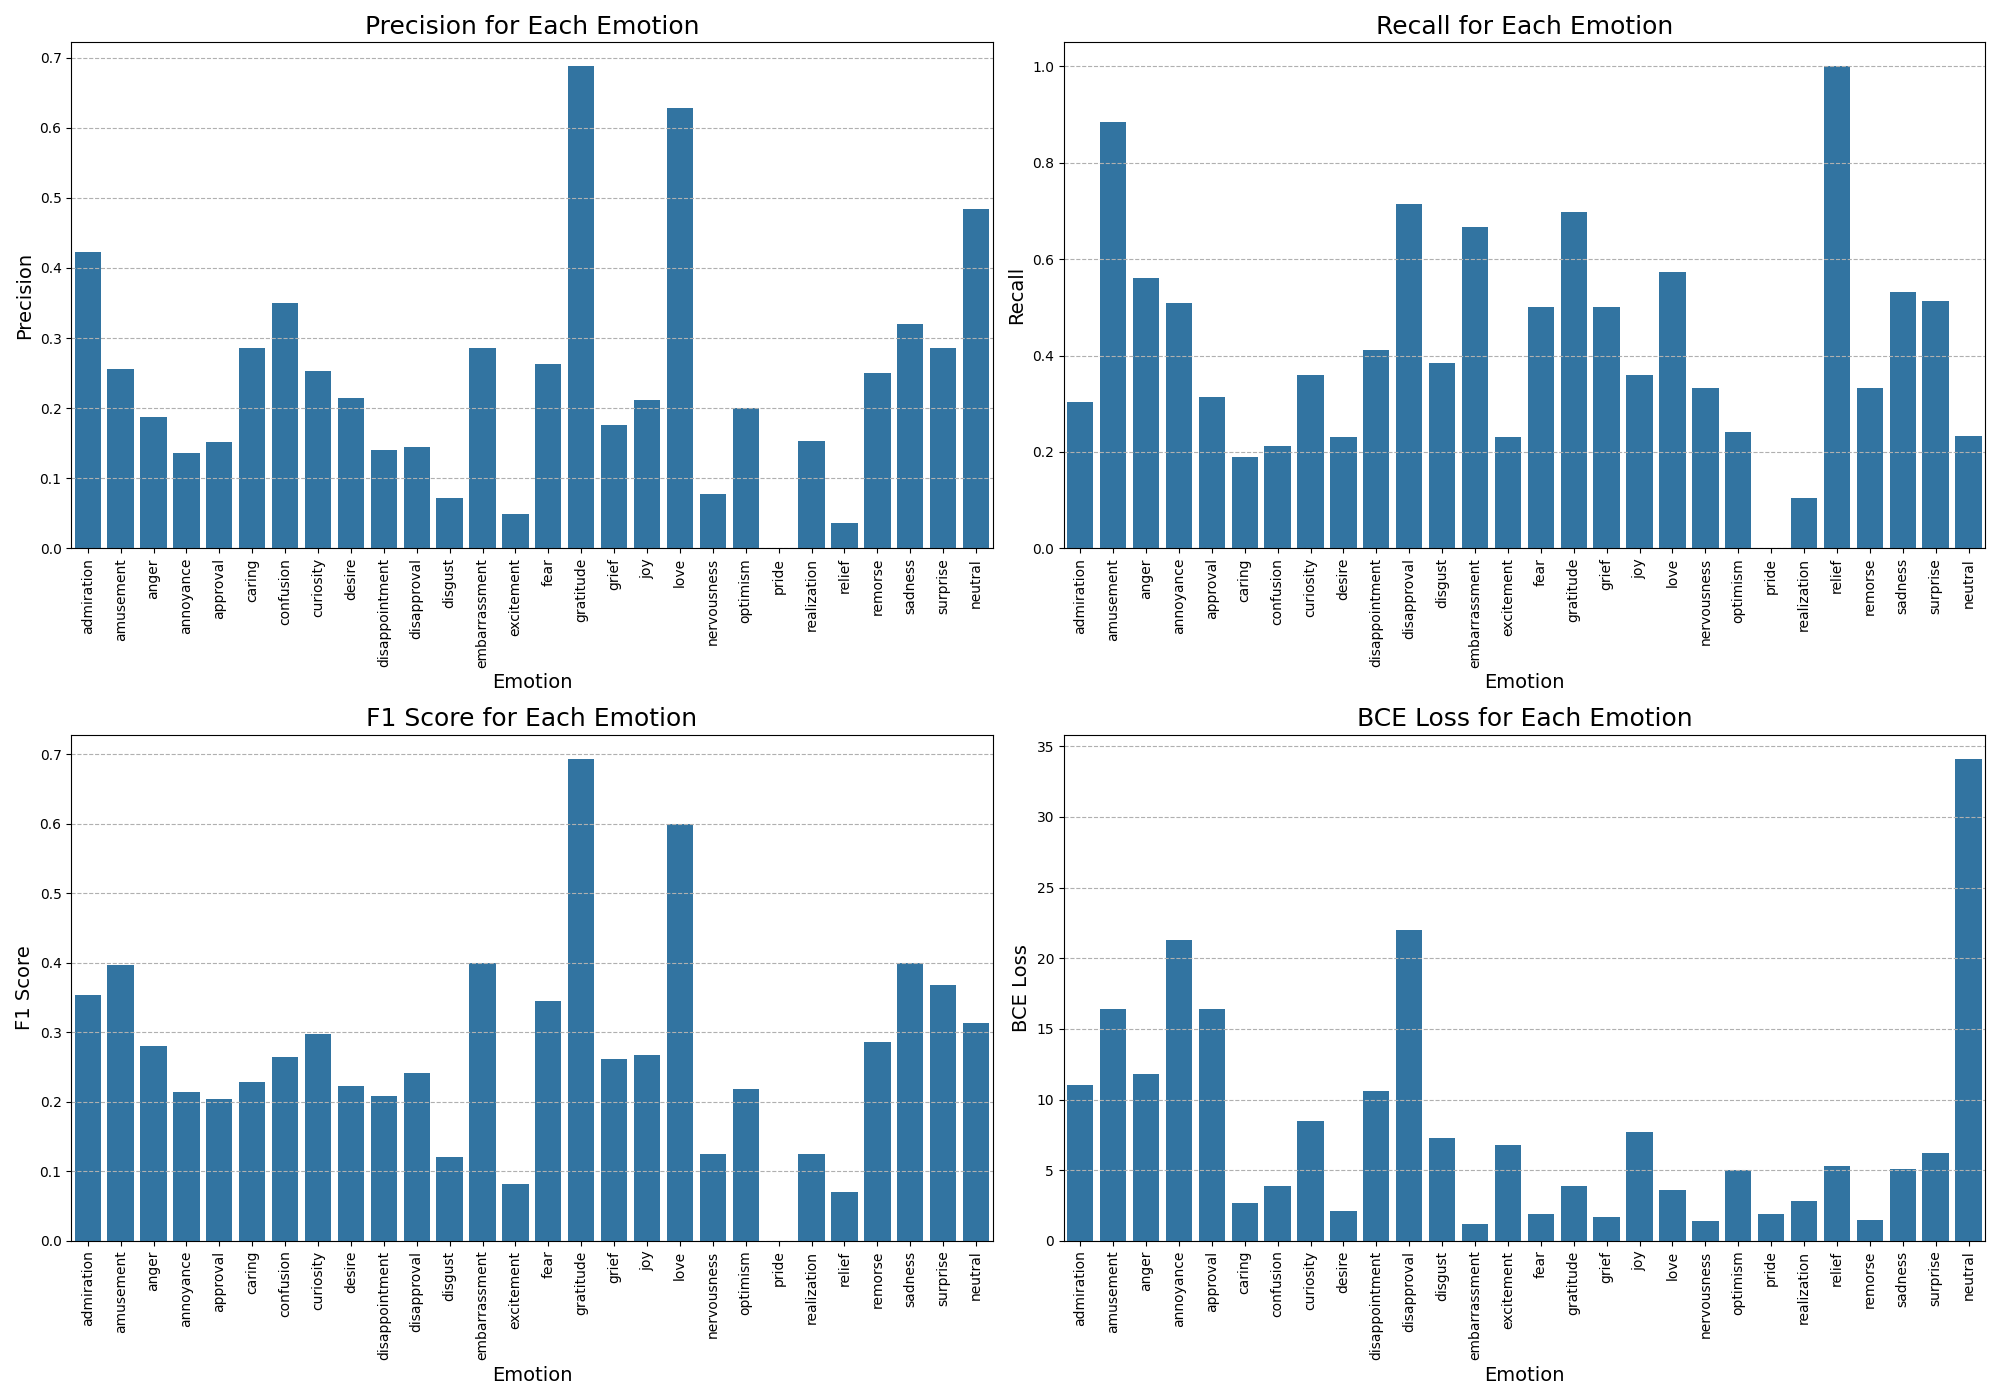 Precision for Each Emotion
Precision
0.7
0.6
0.5
0.4
0.3
0.2
0.1
0.0
admiration
amusement
anger
annoyance
approval
caring
confusion
curiosity
desire
disappointment
disapproval
disgust
embarrassment
excitement
fear
gratitude
grief
joy
love
nervousness
optimism
pride
realization
relief
remorse
sadness
surprise
neutral
Emotion
Recall for Each Emotion
Recall
1.0
0.8
0.6
0.4
0.2
0.0
admiration
amusement
anger
annoyance
approval
caring
confusion
curiosity
desire
disappointment
disapproval
disgust
embarrassment
excitement
fear
gratitude
grief
joy
love
nervousness
optimism
pride
realization
relief
remorse
sadness
surprise
neutral
Emotion
F1 Score for Each Emotion
F1 Score
0.7
0.6
0.5
0.4
0.3
0.2
0.1
0.0
admiration
amusement
anger
annoyance
approval
caring
confusion
curiosity
desire
disappointment
disapproval
disgust
embarrassment
excitement
fear
gratitude
grief
joy
love
nervousness
optimism
pride
realization
relief
remorse
sadness
surprise
neutral
Emotion
BCE Loss for Each Emotion
BCE Loss
35
30
25
20
15
10
5
0
admiration
amusement
anger
annoyance
approval
caring
confusion
curiosity
desire
disappointment
disapproval
disgust
embarrassment
excitement
fear
gratitude
grief
joy
love
nervousness
optimism
pride
realization
relief
remorse
sadness
surprise
neutral
Emotion